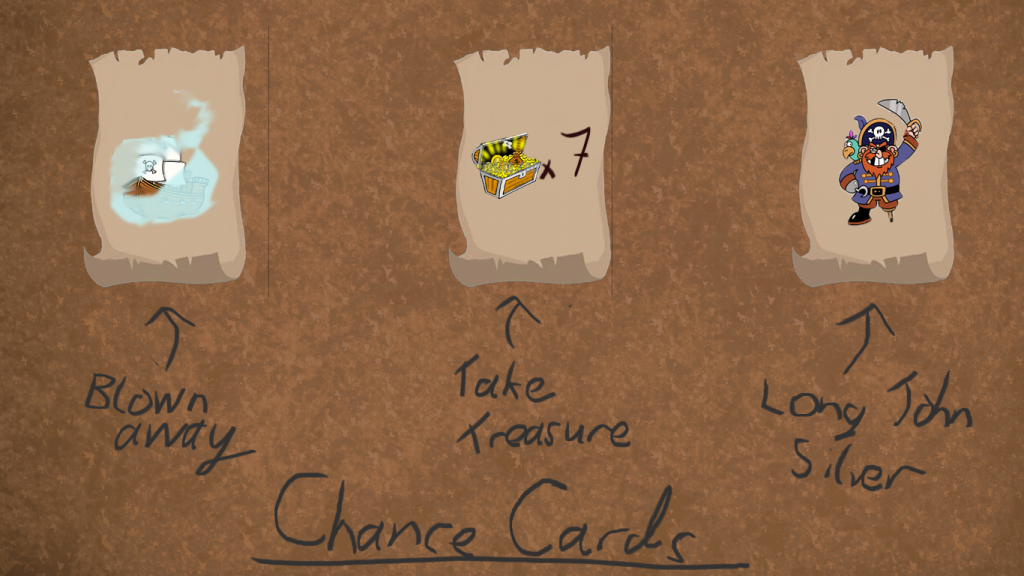 x 7
Blown
away
Take
Treasure
Long John
Silver
Chance Cards